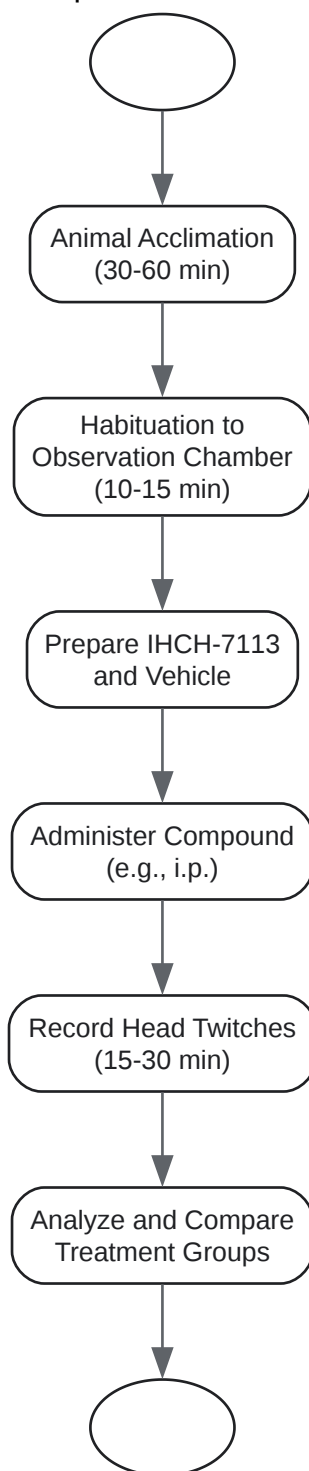 Animal Acclimation
(30-60 min)
Habituation to
Observation Chamber
(10-15 min)
Prepare IHCH-7113
and Vehicle
Administer Compound
(e.g., i.p.)
Record Head Twitches
(15-30 min)
Analyze and Compare
Treatment Groups